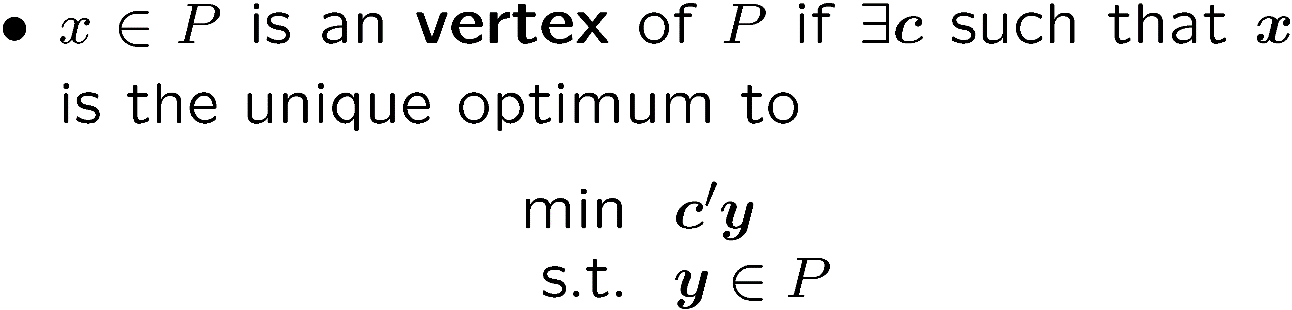 • x ∈ P is an vertex of P if ∃c such that x
is the unique optimum to
min c′y
s.t. y ∈ P